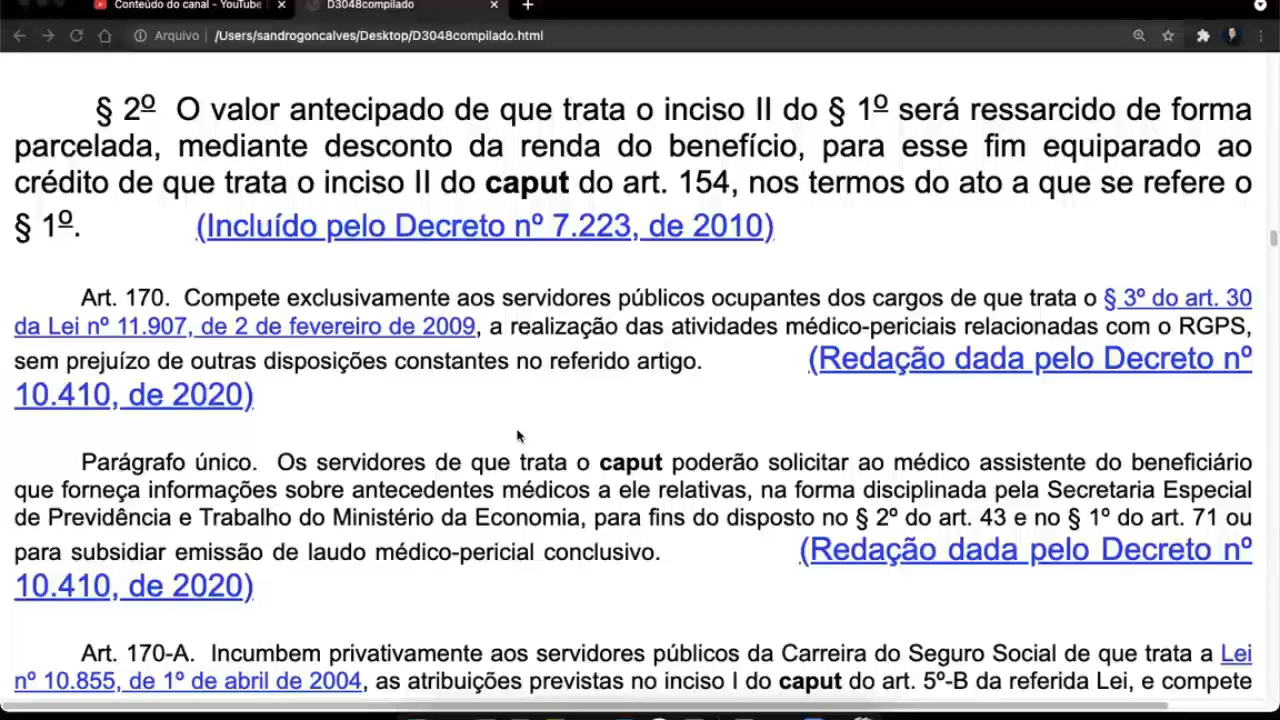 Conteúdo do canal - YouTube
D3048compilado
Arquivo /Users/sandrogoncalves/Desktop/D3048compilado.html
§ 2º O valor antecipado de que trata o inciso II do § 1º será ressarcido de forma
parcelada, mediante desconto da renda do benefício, para esse fim equiparado ao
crédito de que trata o inciso II do caput do art. 154, nos termos do ato a que se refere o
§ 1º. (Incluído pelo Decreto nº 7.223, de 2010)
Art. 170. Compete exclusivamente aos servidores públicos ocupantes dos cargos de que trata o § 3º do art. 30
da Lei nº 11.907, de 2 de fevereiro de 2009, a realização das atividades médico-periciais relacionadas com o RGPS,
sem prejuízo de outras disposições constantes no referido artigo. (Redação dada pelo Decreto nº
10.410, de 2020)
Parágrafo único. Os servidores de que trata o caput poderão solicitar ao médico assistente do beneficiário
que forneça informações sobre antecedentes médicos a ele relativas, na forma disciplinada pela Secretaria Especial
de Previdência e Trabalho do Ministério da Economia, para fins do disposto no § 2º do art. 43 e no § 1º do art. 71 ou
para subsidiar emissão de laudo médico-pericial conclusivo. (Redação dada pelo Decreto nº
10.410, de 2020)
Art. 170-A. Incumbem privativamente aos servidores públicos da Carreira do Seguro Social de que trata a Lei
nº 10.855, de 1º de abril de 2004, as atribuições previstas no inciso I do caput do art. 5º-B da referida Lei, e compete